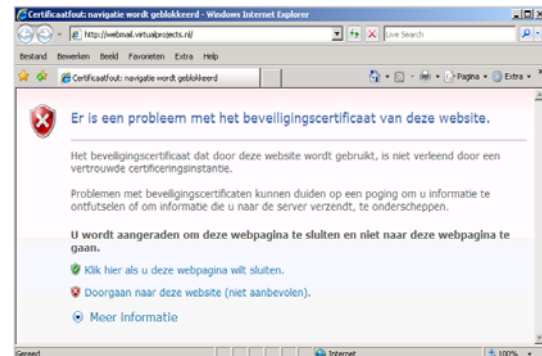 Certificaatfout: navigatie wordt geblokkeerd - Windows Internet Explorer
http://webmail.virtualprojects.nl/
Live Search
Bestand Bewerken Beeld Favorieten Extra Help
Certificaatfout: navigatie wordt geblokkeerd
Pagina
Extra
Er is een probleem met het beveiligingscertificaat van deze website.
Het beveiligingscertificaat dat door deze website wordt gebruikt, is niet verleend door een
vertrouwde certificeringsinstantie.
Problemen met beveiligingscertificaten kunnen duiden op een poging om u informatie te
ontfutselen of om informatie die u naar de server verzendt, te onderscheppen.
U wordt aangeraden om deze webpagina te sluiten en niet naar deze webpagina te
gaan.
Klik hier als u deze webpagina wilt sluiten.
Doorgaan naar deze website (niet aanbevolen).
Meer informatie
Gereed
Internet
100%